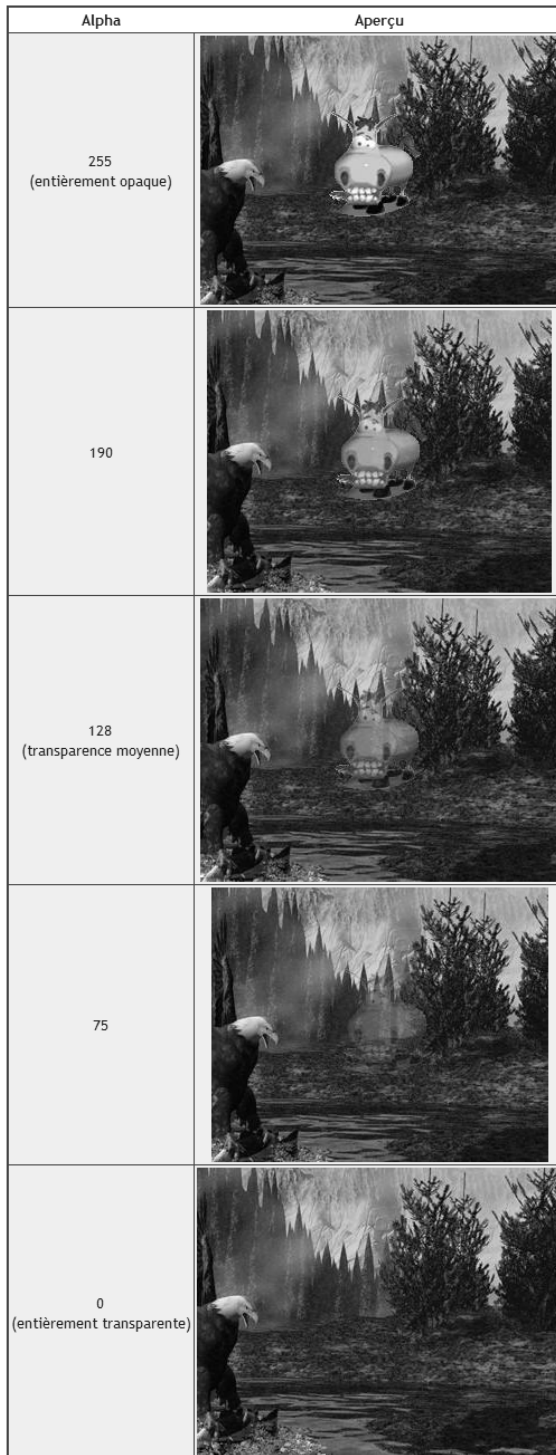 Alpha
Aperçu
255
(entièrement opaque)
190
128
(transparence moyenne)
75
0
(entièrement transparente)